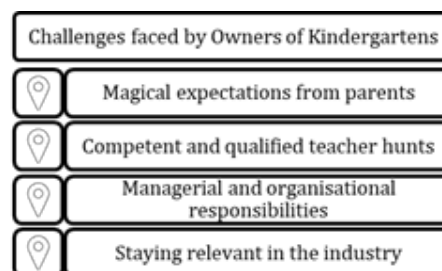 Challenges faced by Owners of Kindergartens
Magical expectations from parents
Competent and qualified teacher hunts
Managerial and organisational
responsibilities
Staying relevant in the industry